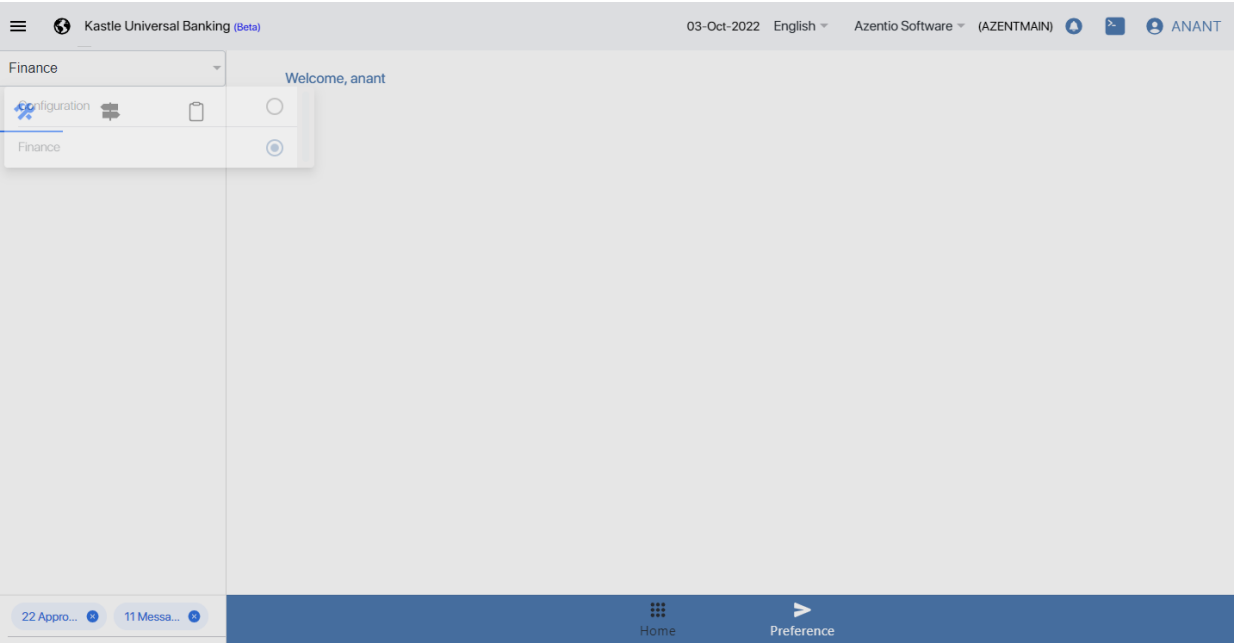 Kastle Universal Banking (Beta) 03-Oct-2022 English Azentio Software (AZENTMAIN) ANANT
Finance
Welcome, anant
Configuration
Finance
22 Appro... 11 Messa...
Home Preference